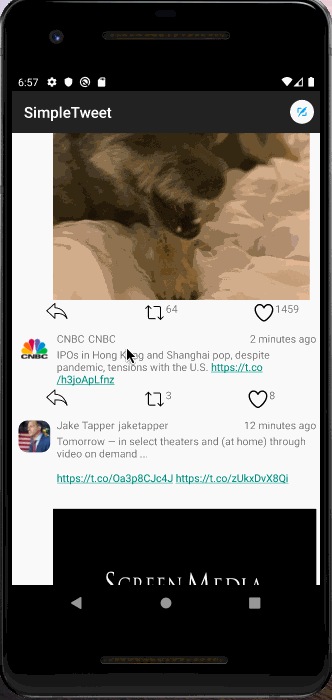 6:57
SimpleTweet
64
1459
CNBC CNBC
2 minutes ago
CNBC
IPOs in Hong Kong and Shanghai pop, despite
pandemic, tensions with the U.S. https://t.co
/h3joApLfnz
3
8
Jake Tapper jaketapper
12 minutes ago
Tomorrow — in select theaters and (at home) through
video on demand ...
https://t.co/Oa3p8CJc4J https://t.co/zUkxDvX8Qi
SCREEN MEDIA